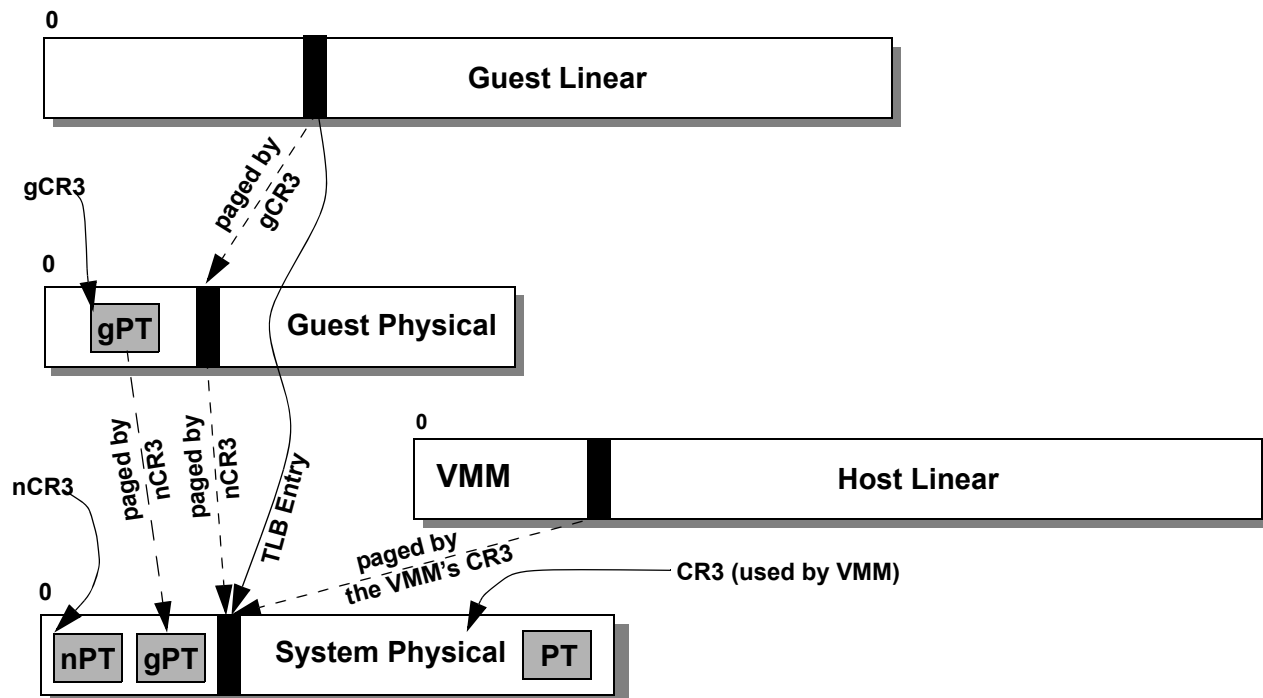 0
Guest Linear
paged by
gCR3
gCR3
0
gPT
Guest Physical
paged by
nCR3
paged by
nCR3
TLB Entry
0
VMM
Host Linear
nCR3
paged by
the VMM’s CR3
CR3 (used by VMM)
0
nPT
gPT
System Physical
PT